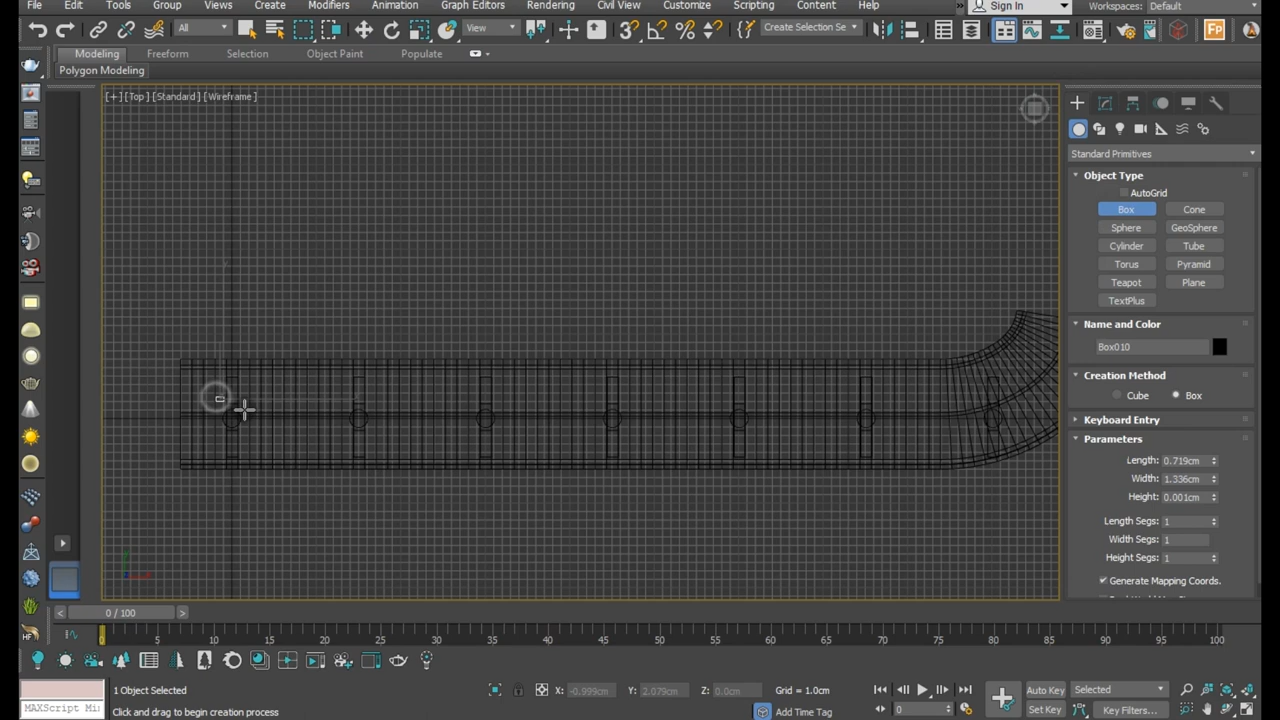 File Edit Tools Group Views Create Modifiers Animation Graph Editors Rendering Civil View Customize Scripting Content Help » Sign In Workspaces: Default
All View Create Selection Se Fp
Modeling Freeform Selection Object Paint Populate
Polygon Modeling
[+] [Top] [Standard] [Wireframe]
Standard Primitives
Object Type
AutoGrid
Box Cone
Sphere GeoSphere
Cylinder Tube
Torus Pyramid
Teapot Plane
TextPlus
Name and Color
Box010
Creation Method
Cube Box
Keyboard Entry
Parameters
Length: 0.719cm
Width: 1.336cm
Height: 0.001cm
Length Segs: 1
Width Segs: 1
Height Segs: 1
Generate Mapping Coords.
HF
< 0 / 100 >
0 5 10 15 20 25 30 35 40 45 50 55 60 65 70 75 80 85 90 95 100
1 Object Selected X: -0.999cm Y: 2.079cm Z: 0.0cm Grid = 1.0cm Auto Key Selected
MAXScript Mi Click and drag to begin creation process Add Time Tag 0 Set Key Key Filters...